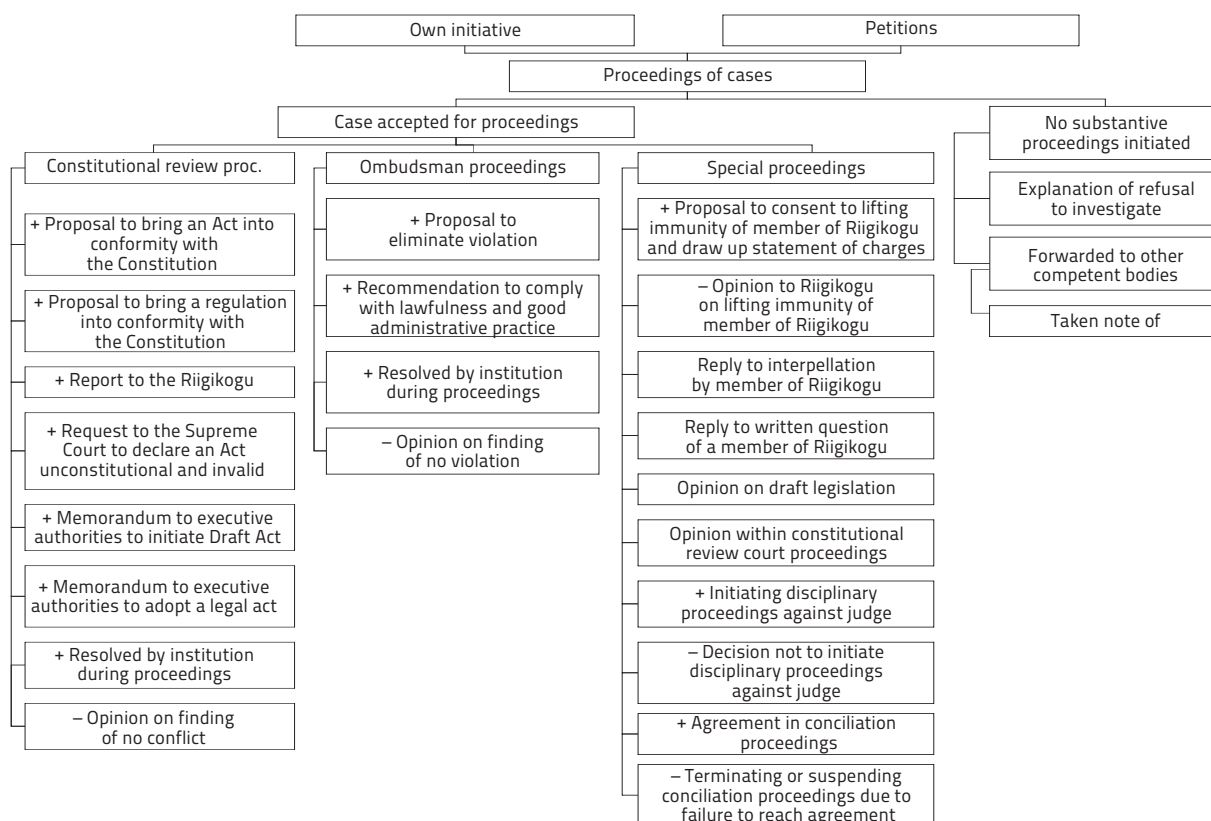 Own initiative
Petitions
Proceedings of cases
Case accepted for proceedings
Constitutional review proc.
+ Proposal to bring an Act into
conformity with
the Constitution
+ Proposal to bring a regulation
into conformity with
the Constitution
+ Report to the Riigikogu
+ Request to the Supreme
Court to declare an Act
unconstitutional and invalid
+ Memorandum to executive
authorities to initiate Draft Act
+ Memorandum to executive
authorities to adopt a legal act
+ Resolved by institution
during proceedings
– Opinion on finding
of no conflict
Ombudsman proceedings
+ Proposal to
eliminate violation
+ Recommendation to comply
with lawfulness and good
administrative practice
+ Resolved by institution
during proceedings
– Opinion on finding
of no violation
Special proceedings
+ Proposal to consent to lifting
immunity of member of Riigikogu
and draw up statement of charges
– Opinion to Riigikogu
on lifting immunity of
member of Riigikogu
Reply to interpellation
by member of Riigikogu
Reply to written question
of a member of Riigikogu
Opinion on draft legislation
Opinion within constitutional
review court proceedings
+ Initiating disciplinary
proceedings against judge
– Decision not to initiate
disciplinary proceedings
against judge
+ Agreement in conciliation
proceedings
– Terminating or suspending
conciliation proceedings due to
failure to reach agreement
No substantive
proceedings initiated
Explanation of refusal
to investigate
Forwarded to other
competent bodies
Taken note of